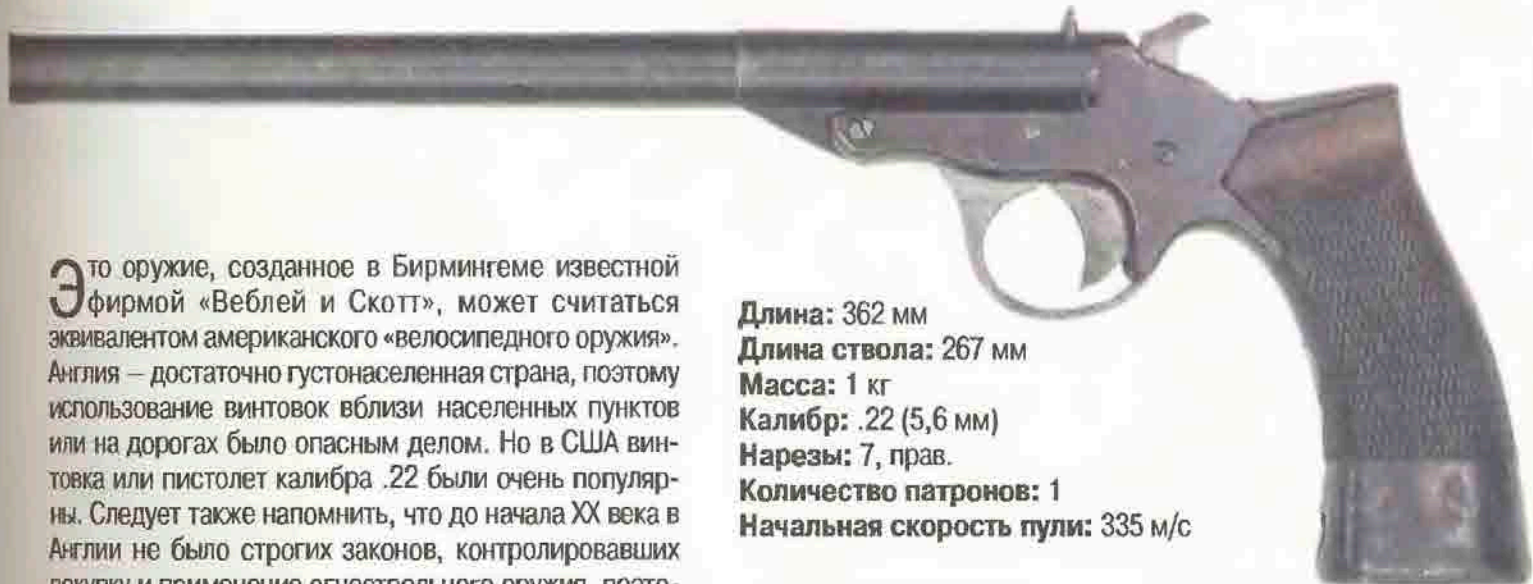 Это оружие, созданное в Бирмингеме известной
фирмой «Веблей и Скотт», может считаться
эквивалентом американского «велосипедного оружия».
Англия – достаточно густонаселенная страна, поэтому
использование винтовок вблизи населенных пунктов
или на дорогах было опасным делом. Но в США вин-
товка или пистолет калибра .22 были очень популяр-
ны. Следует также напомнить, что до начала XX века в
Англии не было строгих законов, контролировавших
Длина: 362 мм
Длина ствола: 267 мм
Масса: 1 кг
Калибр: .22 (5,6 мм)
Нарезы: 7, прав.
Количество патронов: 1
Начальная скорость пули: 335 м/с